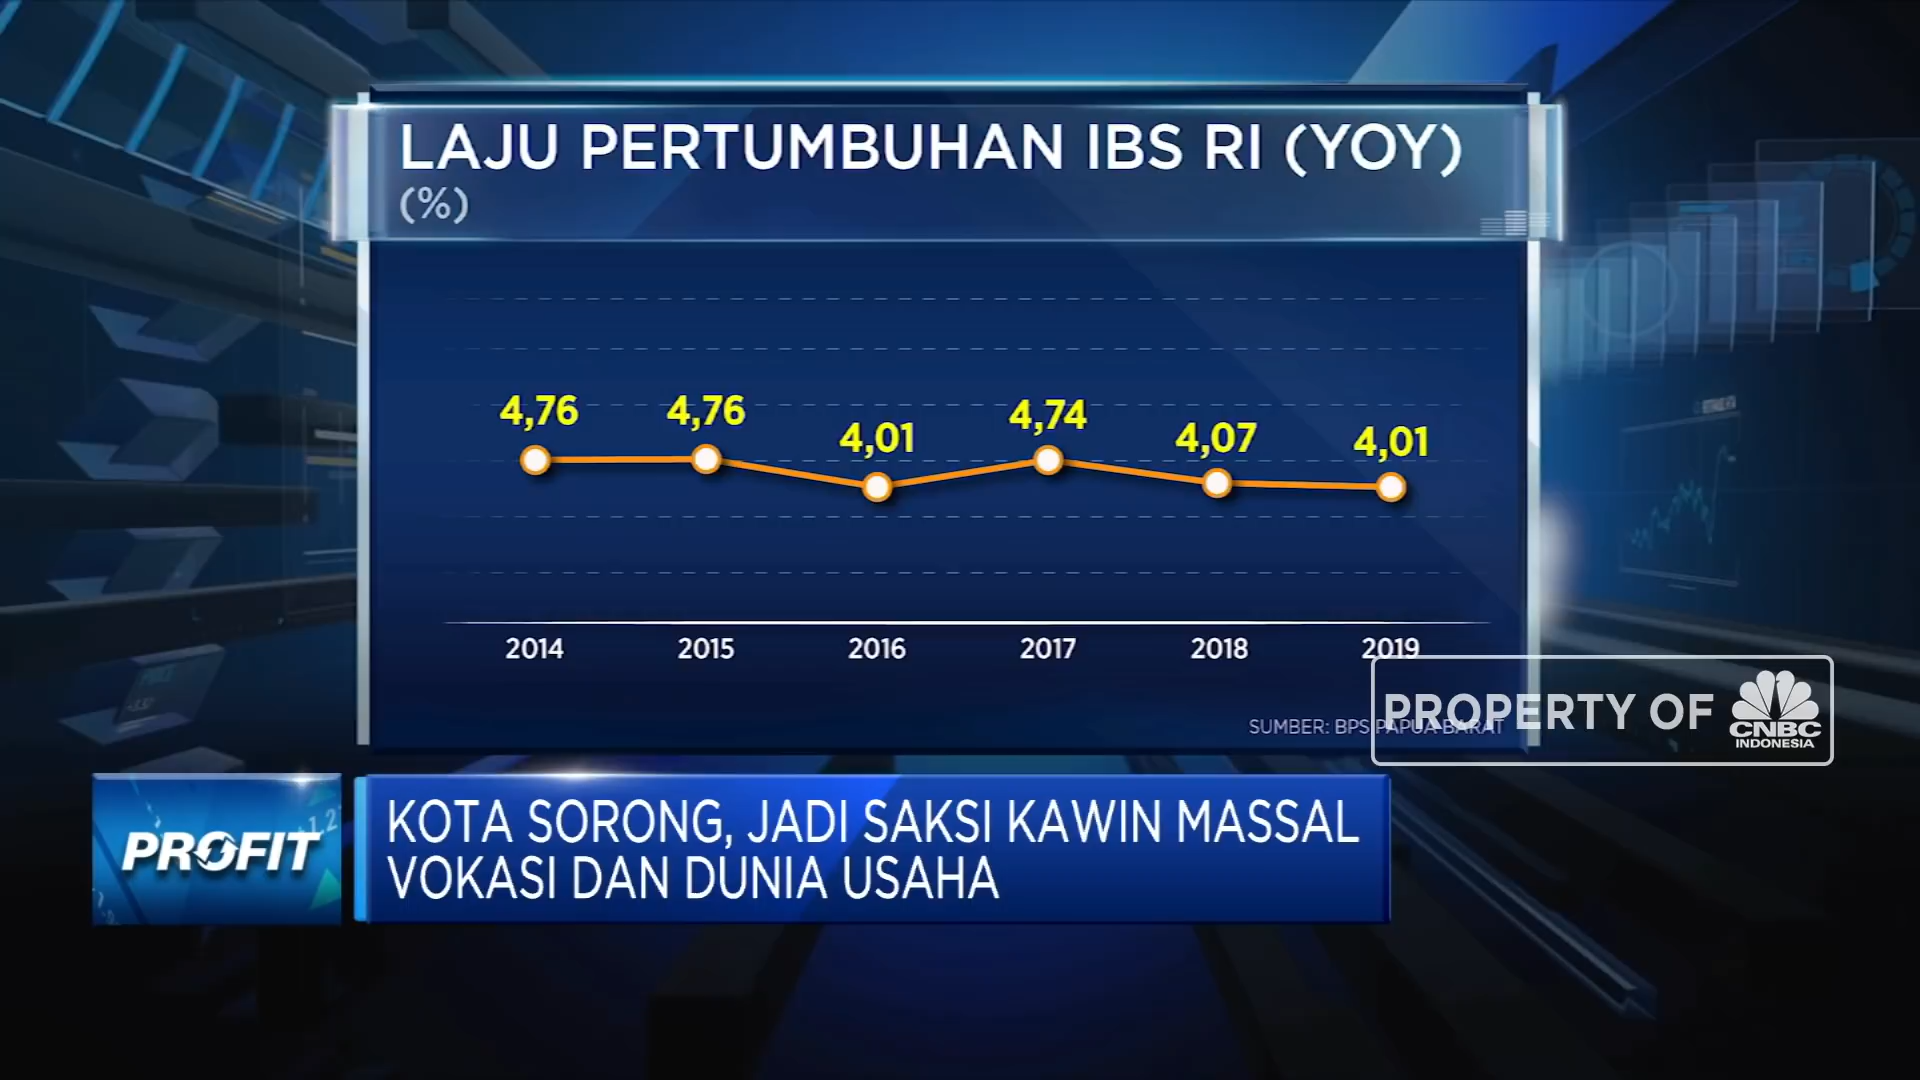 LAJU PERTUMBUHAN IBS RI (YOY)
(%)
4,76 4,76 4,01 4,74 4,07 4,01
2014 2015 2016 2017 2018 2019
SUMBER: BPS PAPUA BARAT
PROPERTY OF
CNBC
INDONESIA
PROFIT
KOTA SORONG, JADI SAKSI KAWIN MASSAL
VOKASI DAN DUNIA USAHA